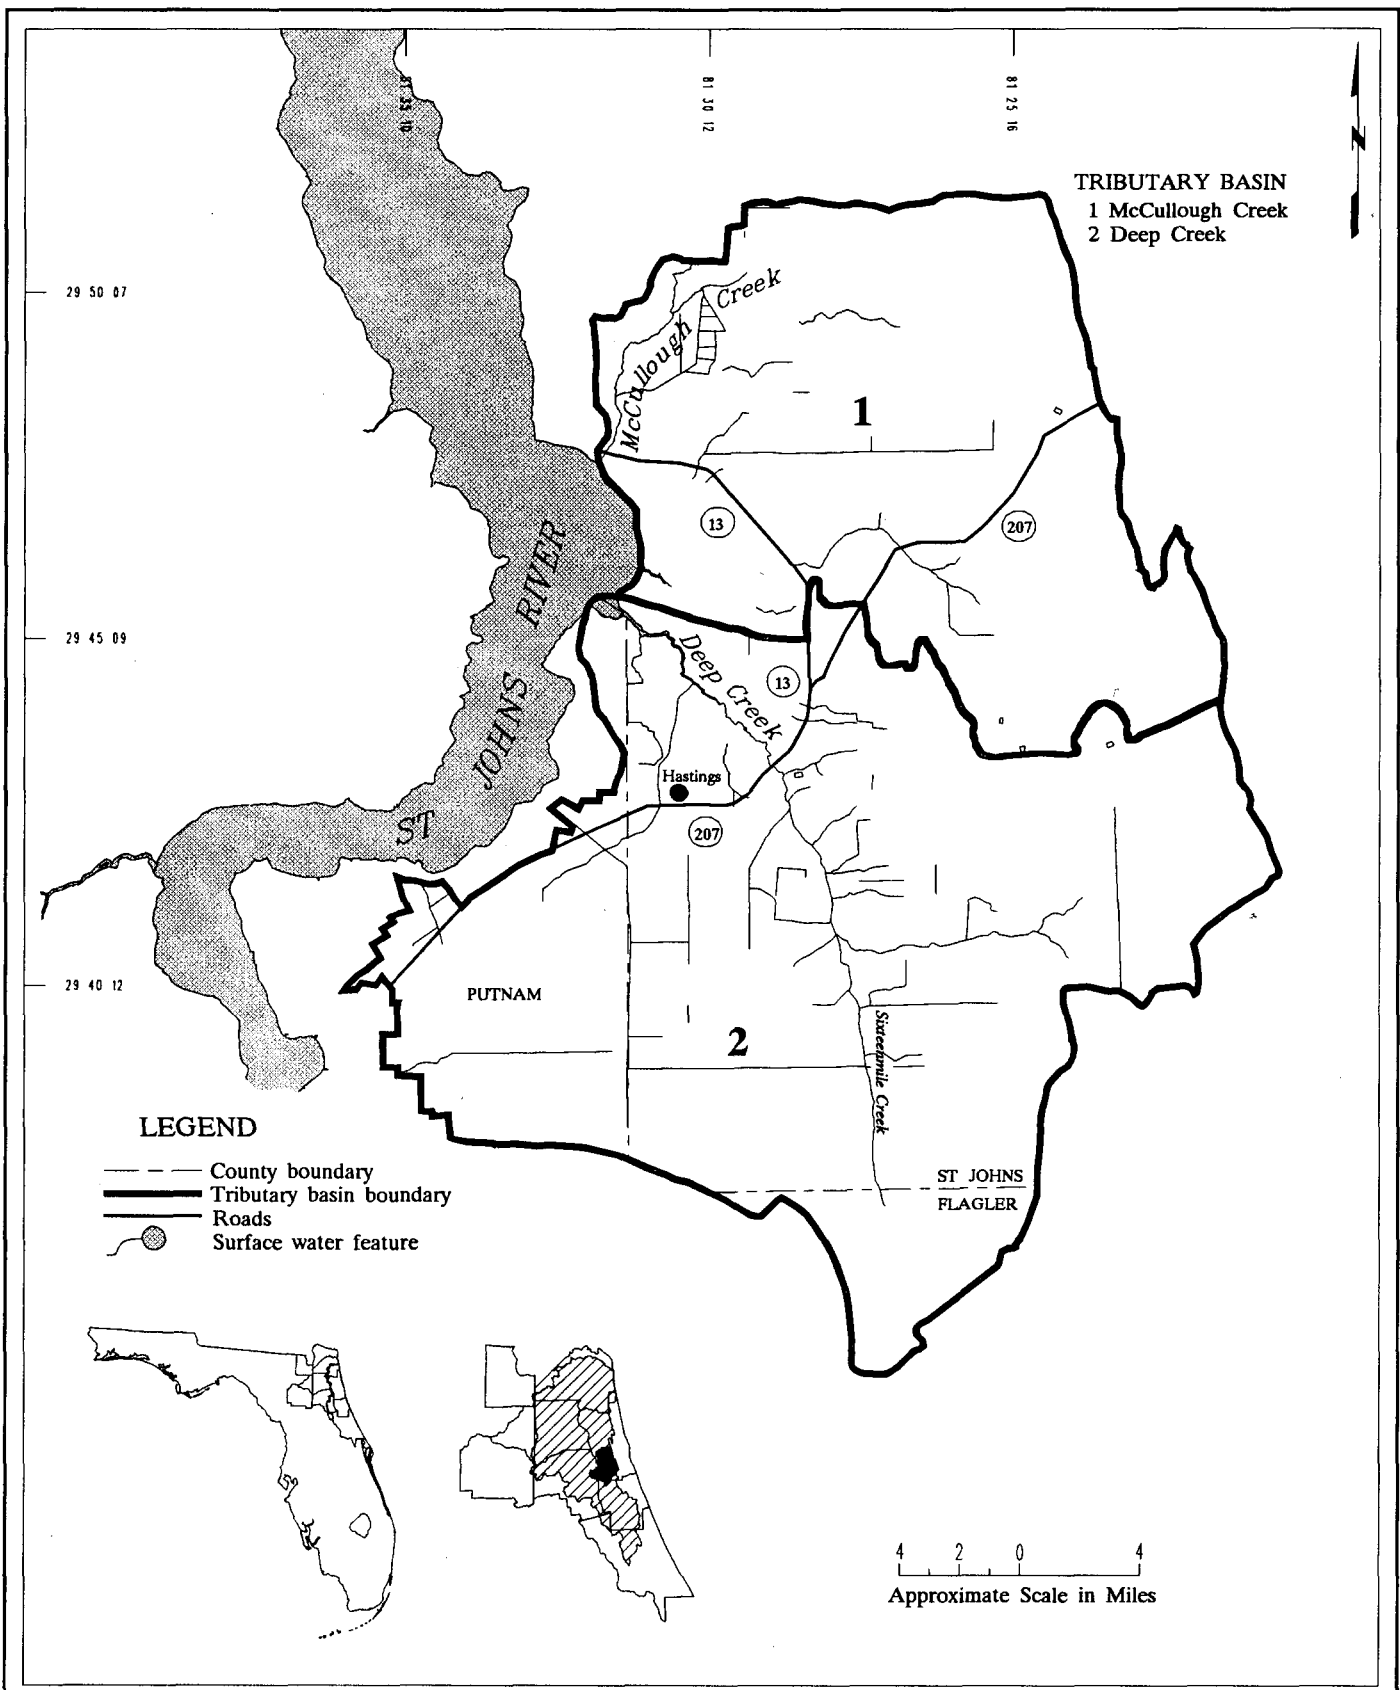 81 35 10
81 30 12
81 25 16
N
TRIBUTARY BASIN
1 McCullough Creek
2 Deep Creek
29 50 07
McCullough Creek
1
13
207
ST JOHNS RIVER
29 45 09
Deep Creek
13
Hastings
207
29 40 12
PUTNAM
2
Sixteenmile Creek
LEGEND
County boundary
Tributary basin boundary
Roads
Surface water feature
ST JOHNS
FLAGLER
4 2 0 4
Approximate Scale in Miles